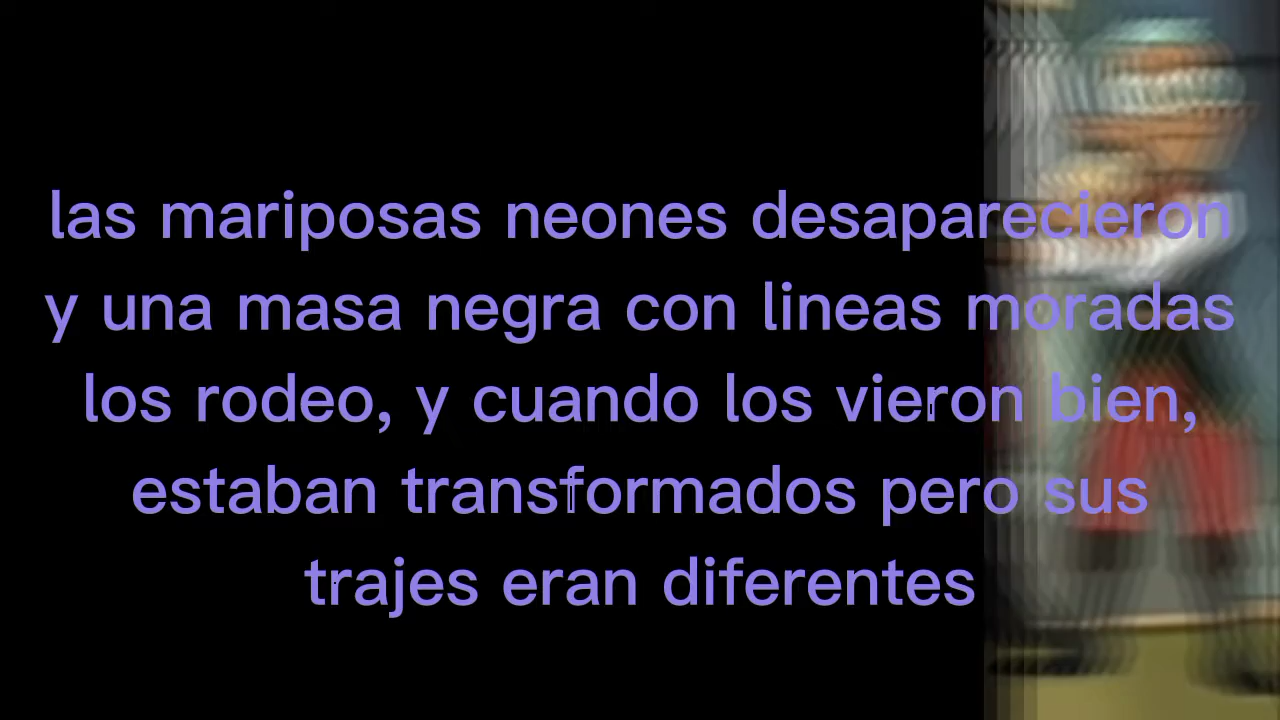 las mariposas neones desaparecieron
y una masa negra con lineas moradas
los rodeo, y cuando los vieron bien,
estaban transformados pero sus
trajes eran diferentes